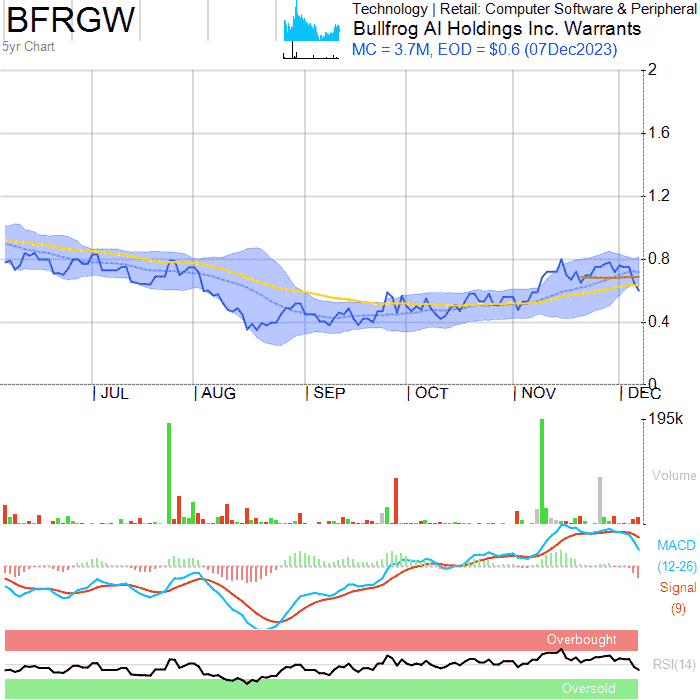 BFRGW
5yr Chart
Technology | Retail: Computer Software & Peripheral
Bullfrog AI Holdings Inc. Warrants
MC = 3.7M, EOD = $0.6 (07Dec2023)
2
1.6
1.2
0.8
0.4
0
JUL
AUG
SEP
OCT
NOV
DEC
195k
Volume
MACD
(12-26)
Signal
(9)
Overbought
RSI(14)
Oversold